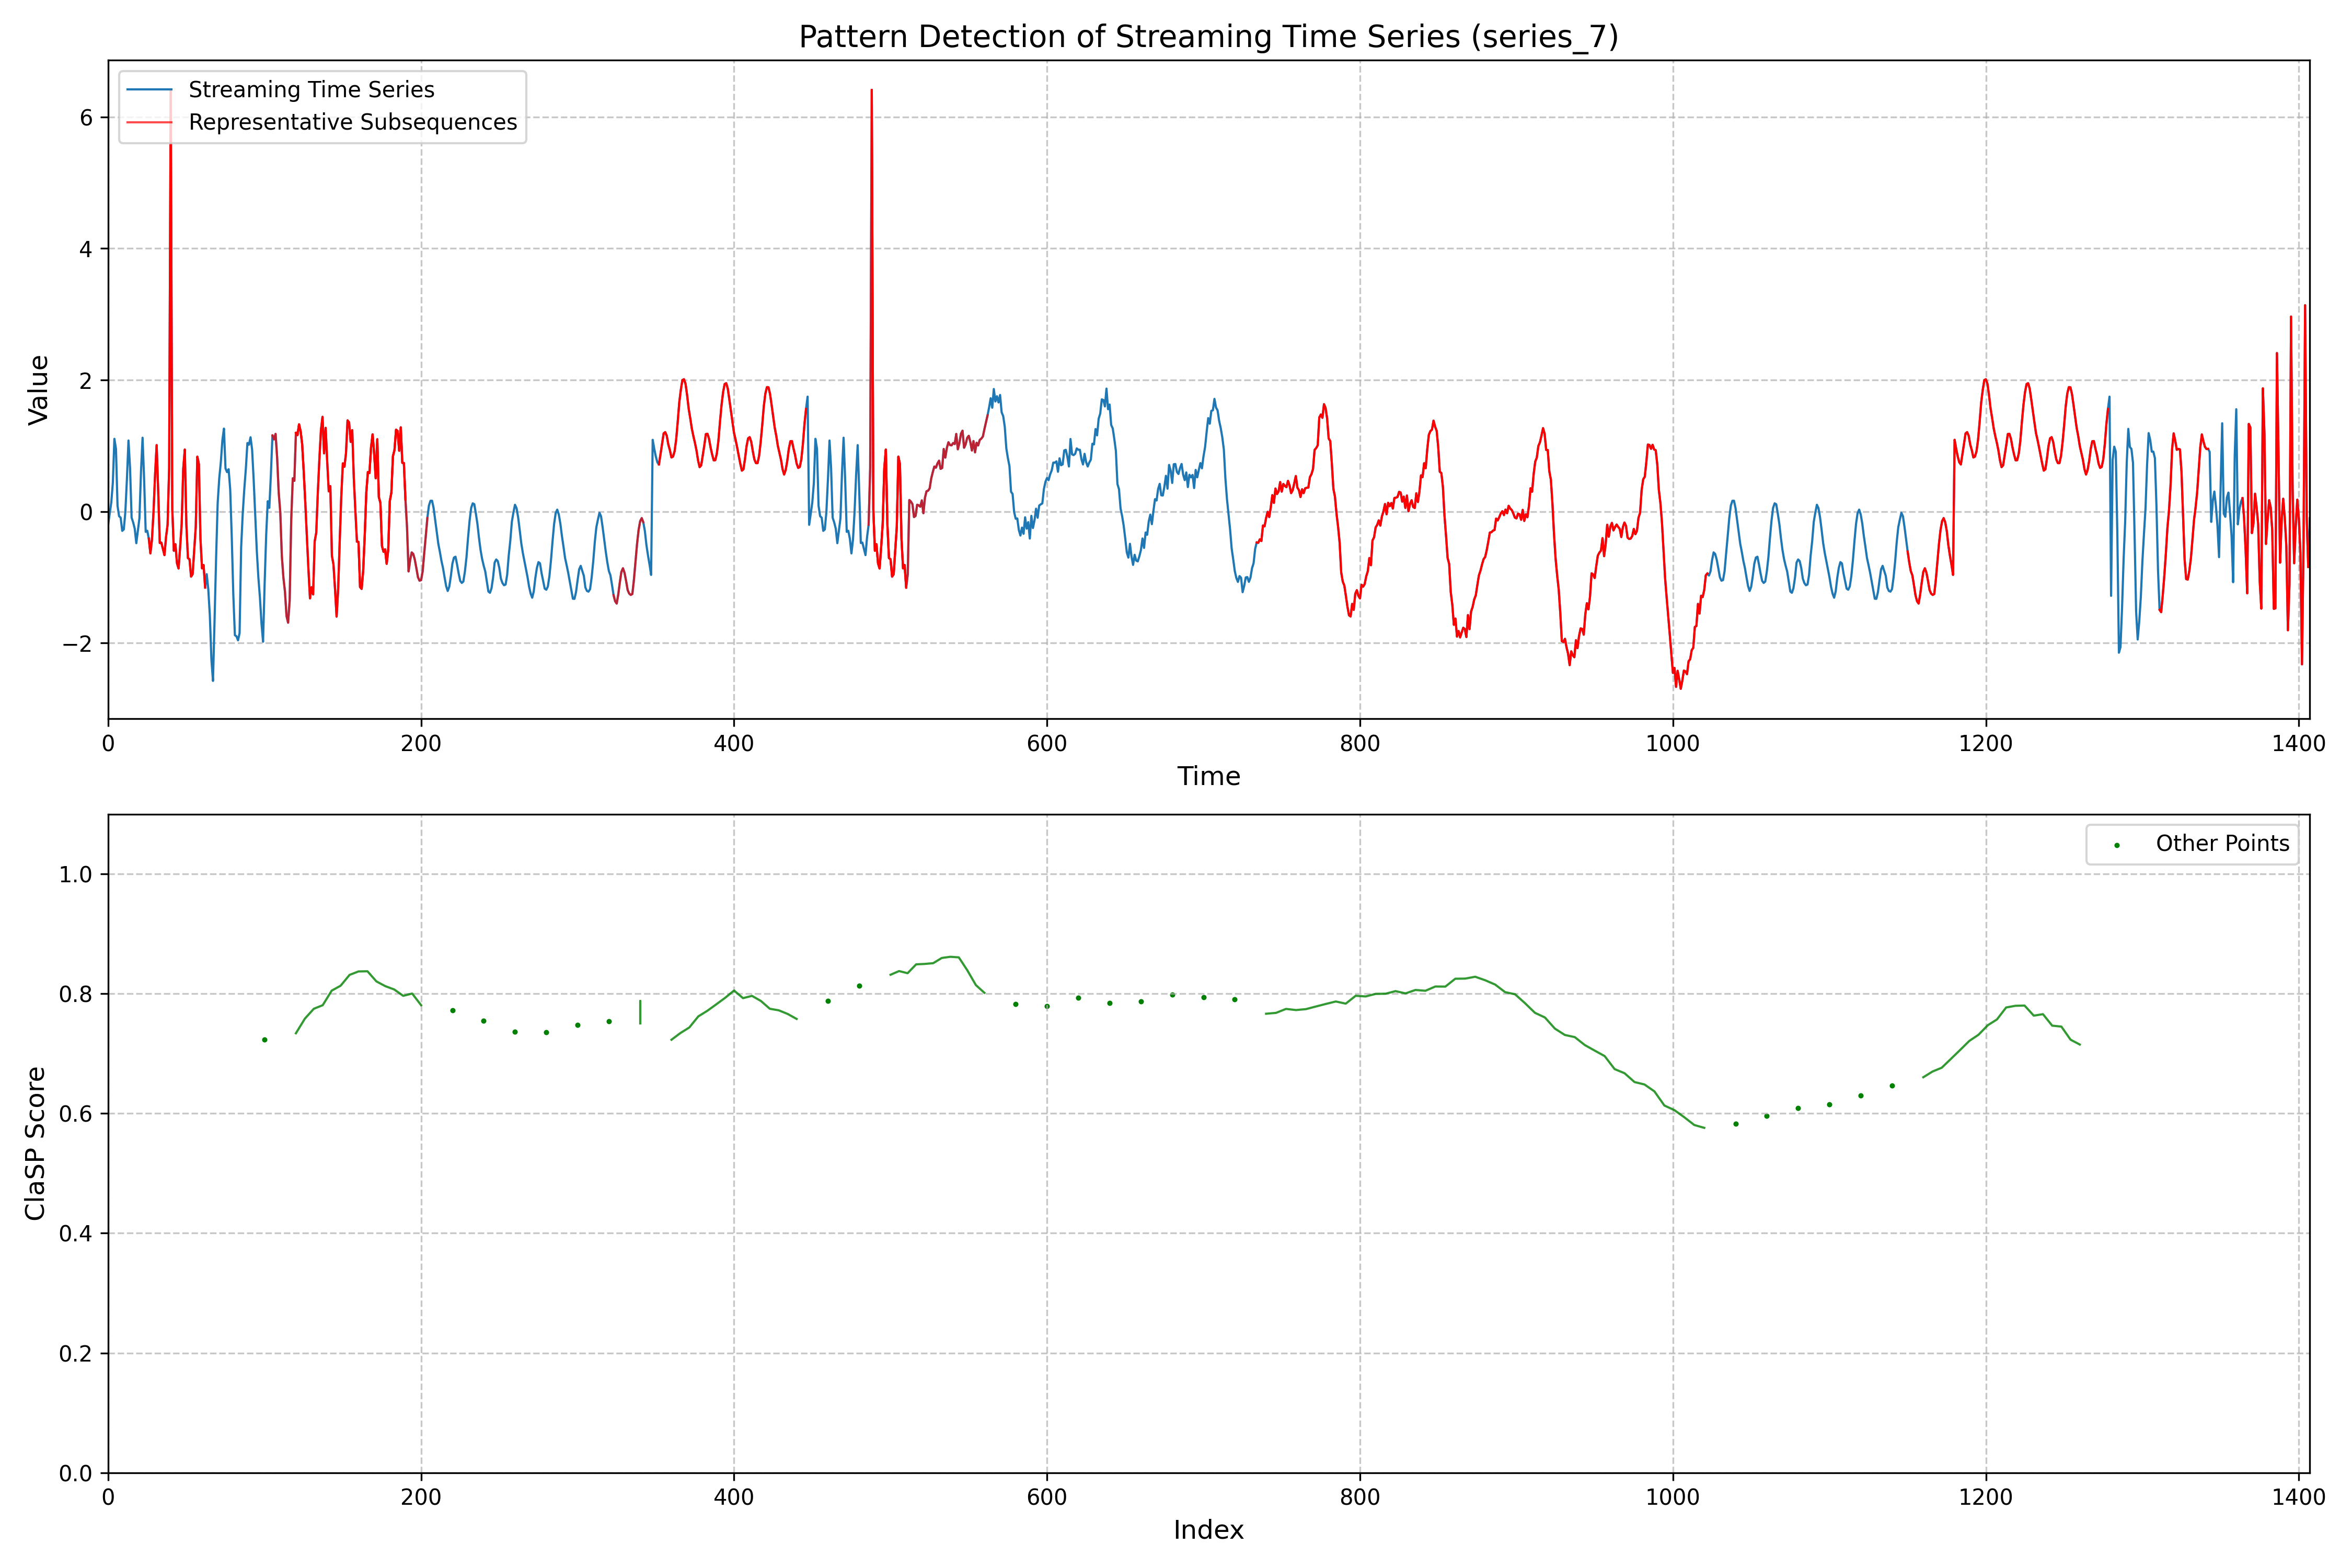 Pattern Detection of Streaming Time Series (series_7)
Streaming Time Series
Representative Subsequences
6
4
2
0
−2
Value
0 200 400 600 800 1000 1200 1400
Time
Other Points
1.0
0.8
0.6
0.4
0.2
0.0
ClaSP Score
0 200 400 600 800 1000 1200 1400
Index